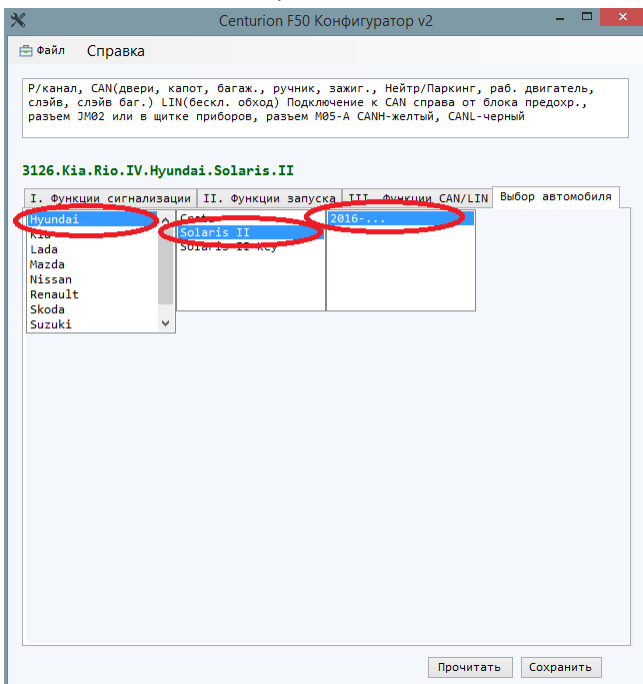 Centurion F50 Конфигуратор v2
Файл Справка
Р/канал, CAN(двери, капот, багаж., ручник, зажиг., Нейтр/Паркинг, раб. двигатель,
слэйв, слэйв баг.) LIN(бескл. обход) Подключение к CAN справа от блока предохр.,
разъем JM02 или в щитке приборов, разъем M05-A CANH-желтый, CANL-черный
3126.Kia.Rio.IV.Hyundai.Solaris.II
I. Функции сигнализации II. Функции запуска III. Функции CAN/LIN Выбор автомобиля
Hyundai
Kia
Lada
Mazda
Nissan
Renault
Skoda
Suzuki
Creta
Solaris II
Solaris II key
2016-...
Прочитать Сохранить